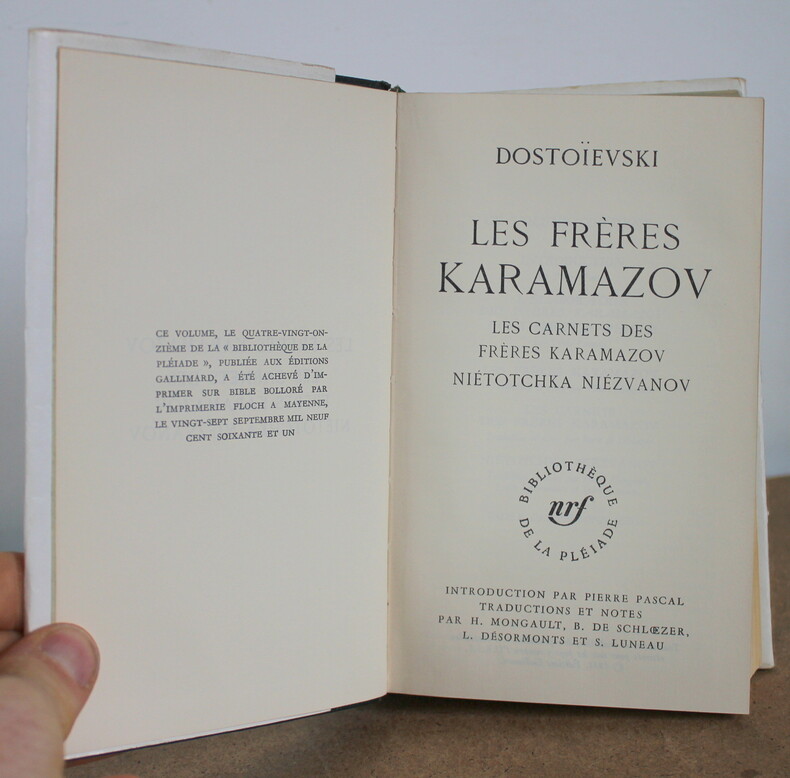 CE VOLUME, LE QUATRE-VINGT-ON-
ZIÈME DE LA « BIBLIOTHÈQUE DE LA
PLÉIADE », PUBLIÉE AUX ÉDITIONS
GALLIMARD, A ÉTÉ ACHEVÉ D'IM-
PRIMER SUR BIBLE BOLLORÉ PAR
L'IMPRIMERIE FLOCH A MAYENNE,
LE VINGT-SEPT SEPTEMBRE MIL NEUF
CENT SOIXANTE ET UN
DOSTOÏEVSKI
LES FRÈRES
KARAMAZOV
LES CARNETS DES
FRÈRES KARAMAZOV
NIÉTOTCHKA NIÉZVANOV
BIBLIOTHÈQUE
nrf
DE LA PLÉIADE
INTRODUCTION PAR PIERRE PASCAL
TRADUCTIONS ET NOTES
PAR H. MONGAULT, B. DE SCHLŒZER,
L. DÉSORMONTS ET S. LUNEAU